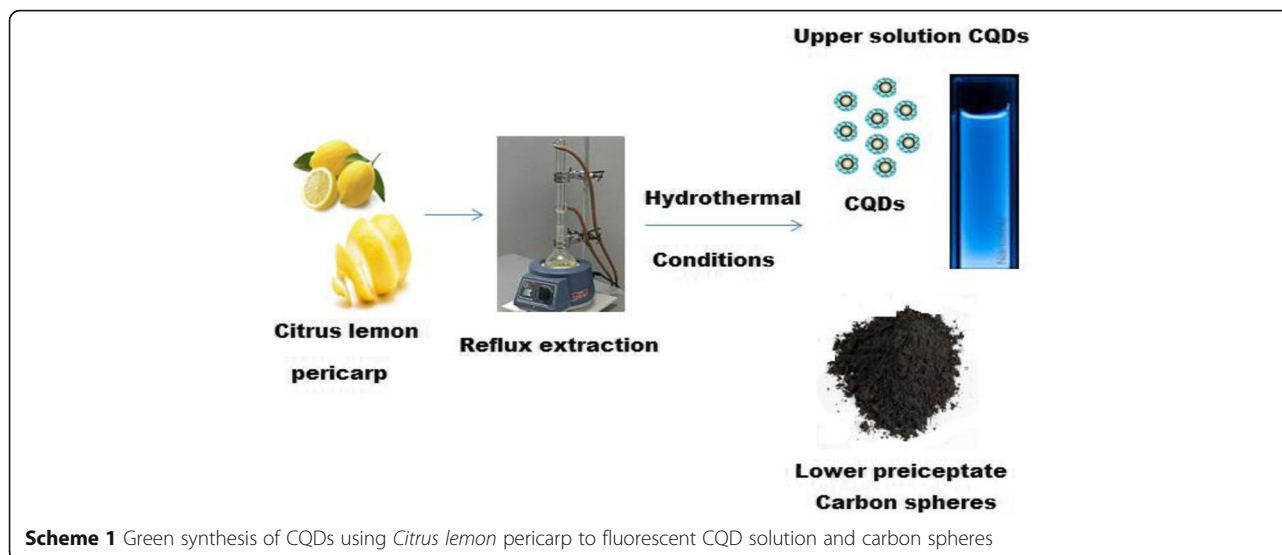 Upper solution CQDs
CQDs
Hydrothermal
Conditions
Citrus lemon
pericarp
Reflux extraction
Lower preiceptate
Carbon spheres
Scheme 1 Green synthesis of CQDs using Citrus lemon pericarp to fluorescent CQD solution and carbon spheres